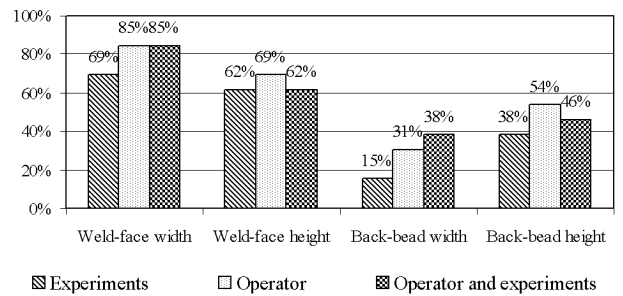 100%
80%
60%
40%
20%
0%
69% 85% 85%
62% 69% 62%
15% 31% 38%
38% 54% 46%
Weld-face width Weld-face height Back-bead width Back-bead height
Experiments Operator Operator and experiments